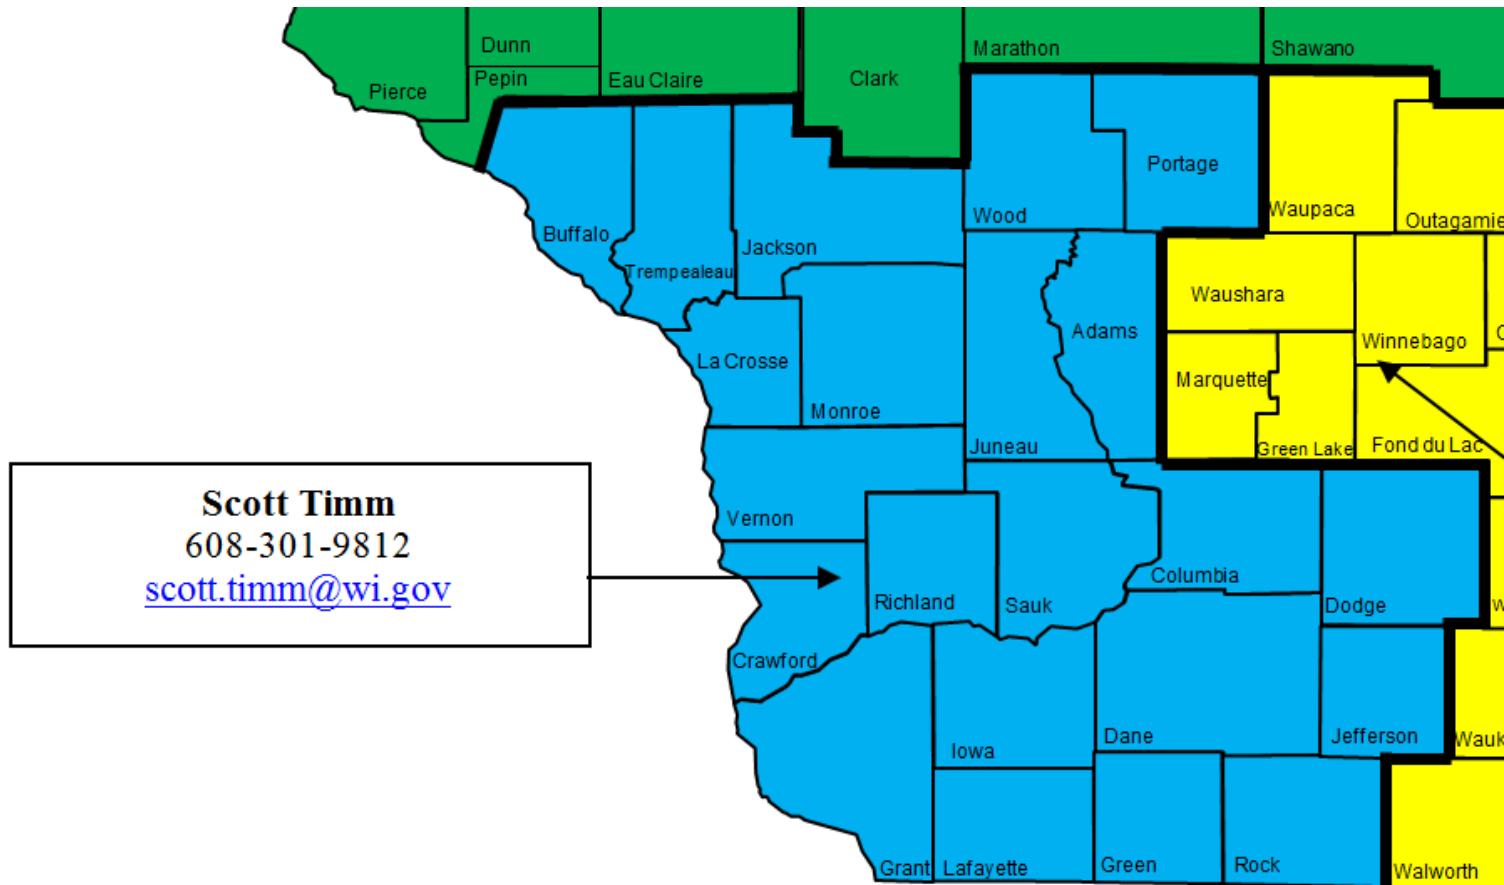 Dunn
Marathon
Shawano
Pierce
Pepin
Eau Claire
Clark
Portage
Wood
Waupaca
Outagamie
Buffalo
Trempealeau
Jackson
Waushara
Adams
Winnebago
La Crosse
Marquette
Monroe
Juneau
Green Lake
Fond du Lac
Scott Timm
608-301-9812
scott.timm@wi.gov
Vernon
Columbia
Richland
Sauk
Dodge
Crawford
Iowa
Dane
Jefferson
Wauk
Grant
Lafayette
Green
Rock
Walworth